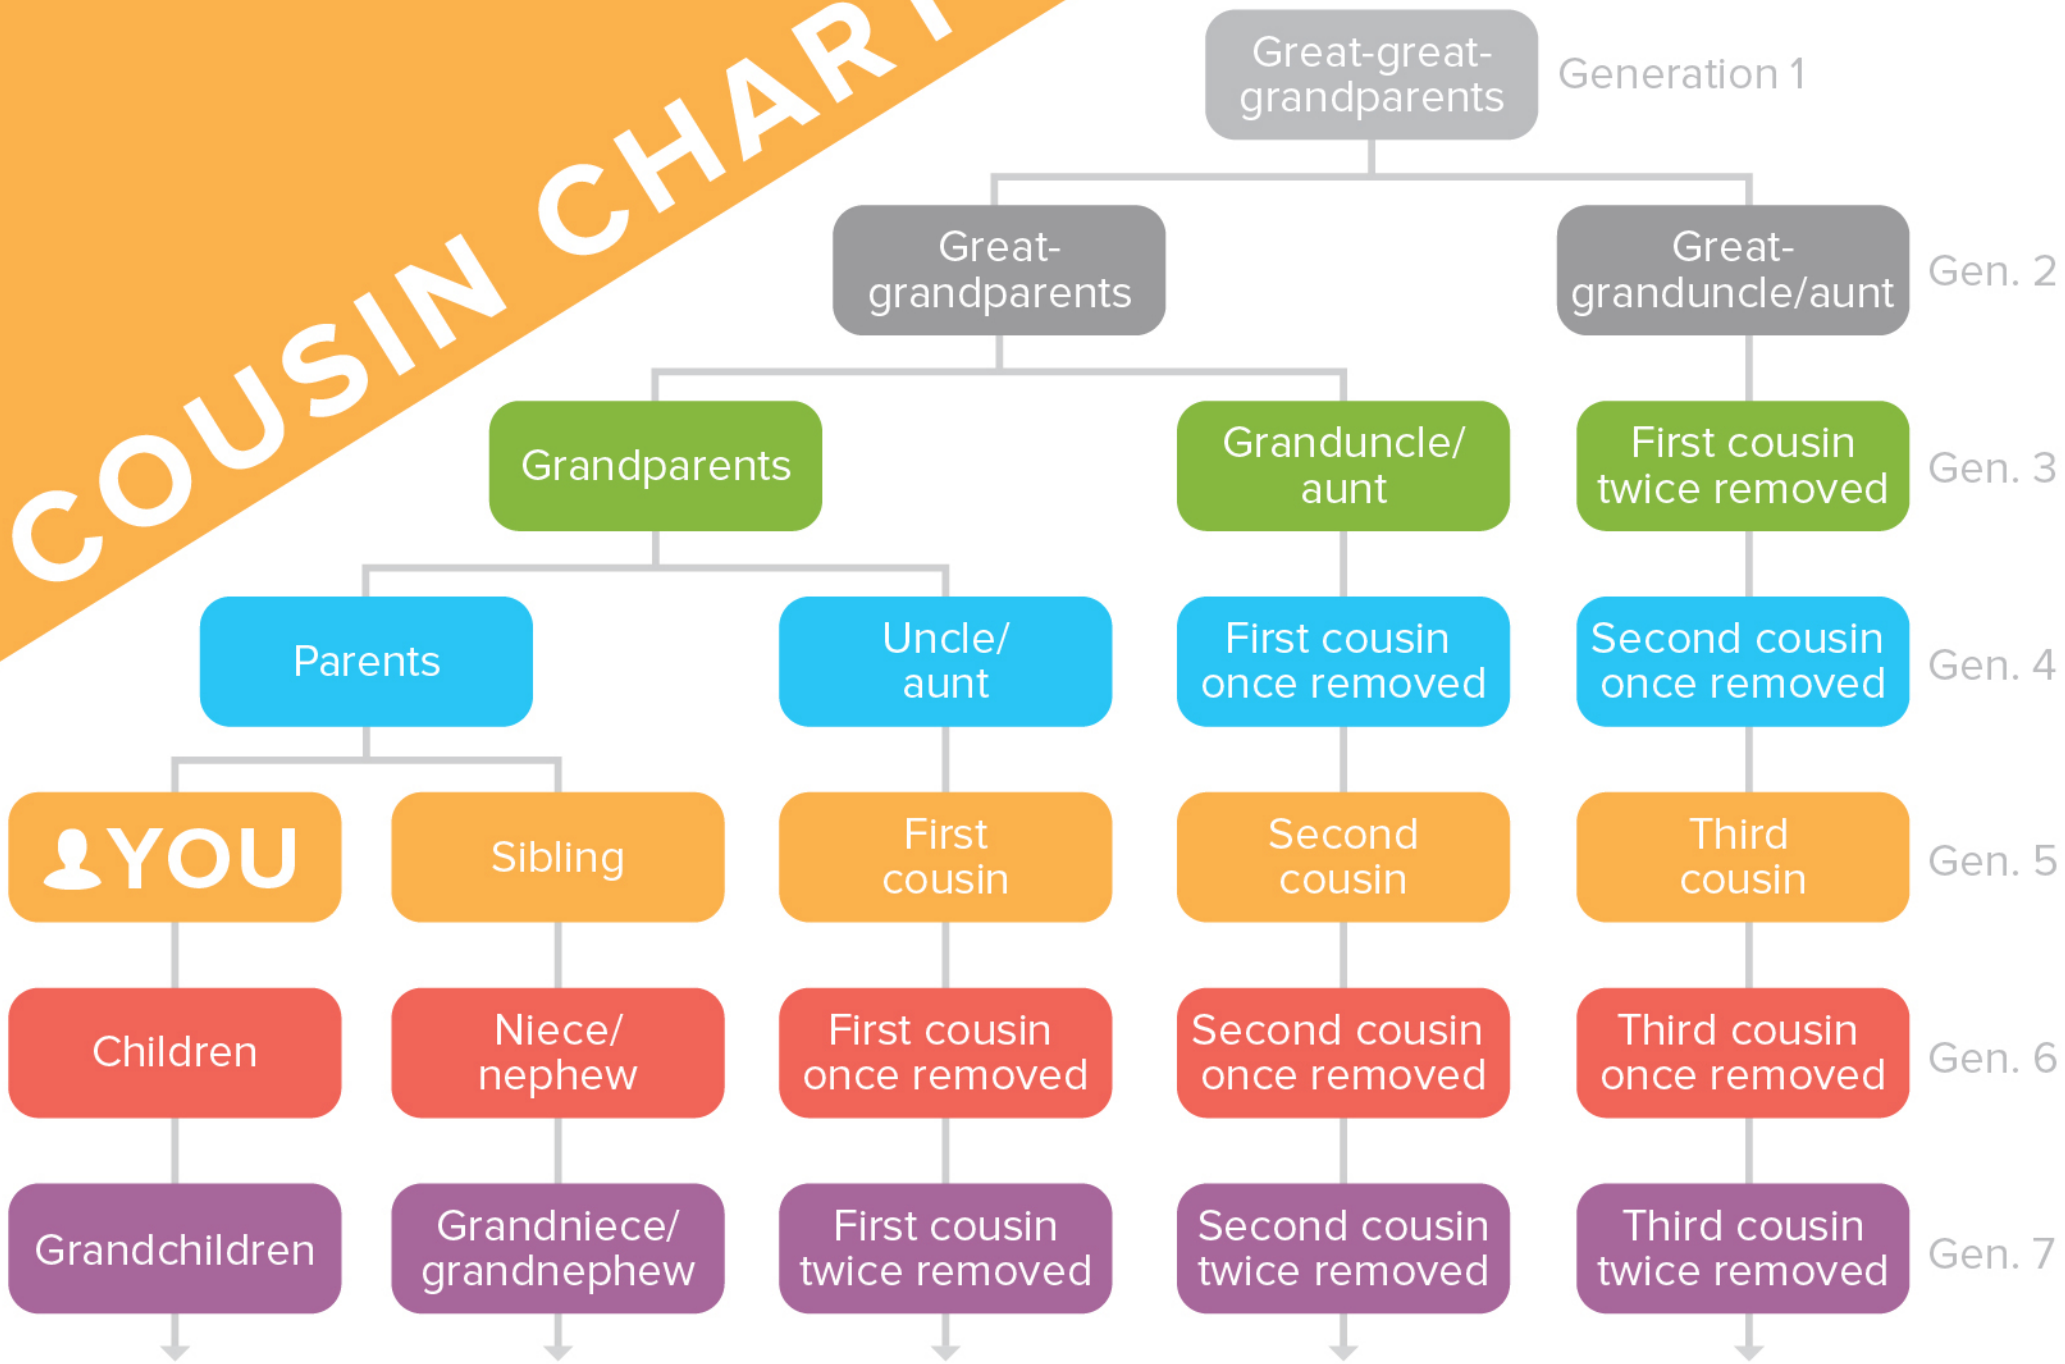 COUSIN CHART
Great-great-
grandparents
Generation 1
Great-
grandparents
Great-
granduncle/aunt
Gen. 2
Grandparents
Granduncle/
aunt
First cousin
twice removed
Gen. 3
Parents
Uncle/
aunt
First cousin
once removed
Second cousin
once removed
Gen. 4
YOU
Sibling
First
cousin
Second
cousin
Third
cousin
Gen. 5
Children
Niece/
nephew
First cousin
once removed
Second cousin
once removed
Third cousin
once removed
Gen. 6
Grandchildren
Grandniece/
grandnephew
First cousin
twice removed
Second cousin
twice removed
Third cousin
twice removed
Gen. 7